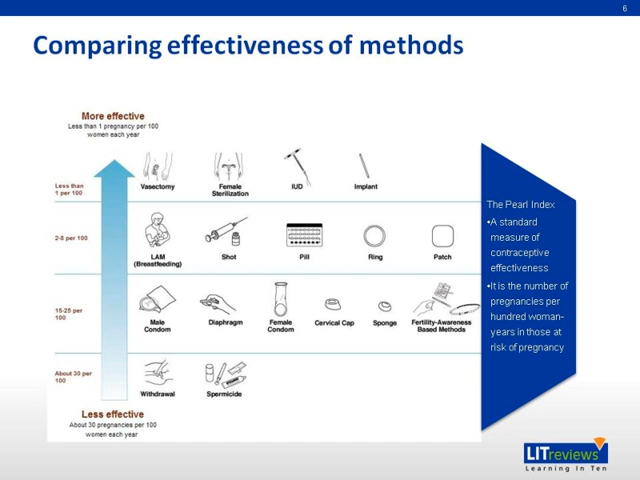 6
Comparing effectiveness of methods
More effective
Less than 1 pregnancy per 100
women each year
Less than
1 per 100
Vasectomy
Female
Sterilization
IUD
Implant
2-8 per 100
LAM
(Breastfeeding)
Shot
Pill
Ring
Patch
15-25 per
100
Male
Condom
Diaphragm
Female
Condom
Cervical Cap
Sponge
Fertility-Awareness
Based Methods
About 30 per
100
Withdrawal
Spermicide
Less effective
About 30 pregnancies per 100
women each year
The Pearl Index
•A standard
measure of
contraceptive
effectiveness
•It is the number of
pregnancies per
hundred woman-
years in those at
risk of pregnancy
LITreviews
Learning In Ten